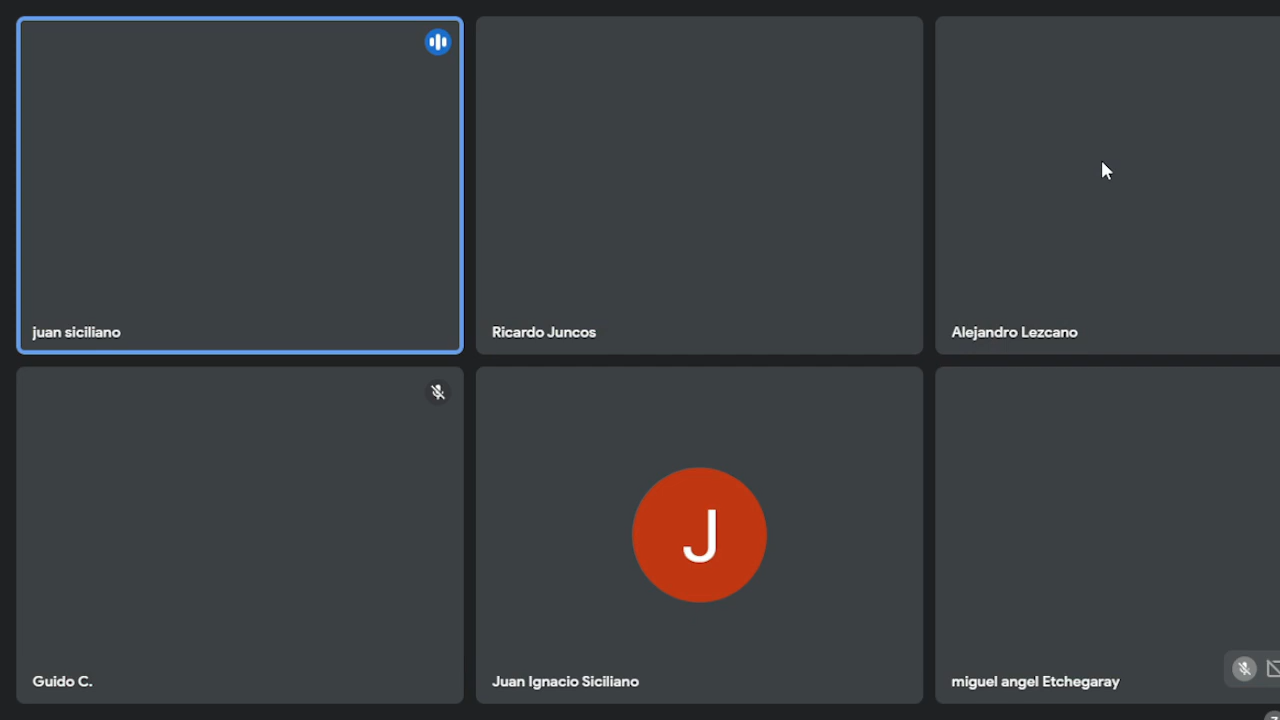 juan siciliano
Ricardo Juncos
Alejandro Lezcano
Guido C.
J
Juan Ignacio Siciliano
miguel angel Etchegaray